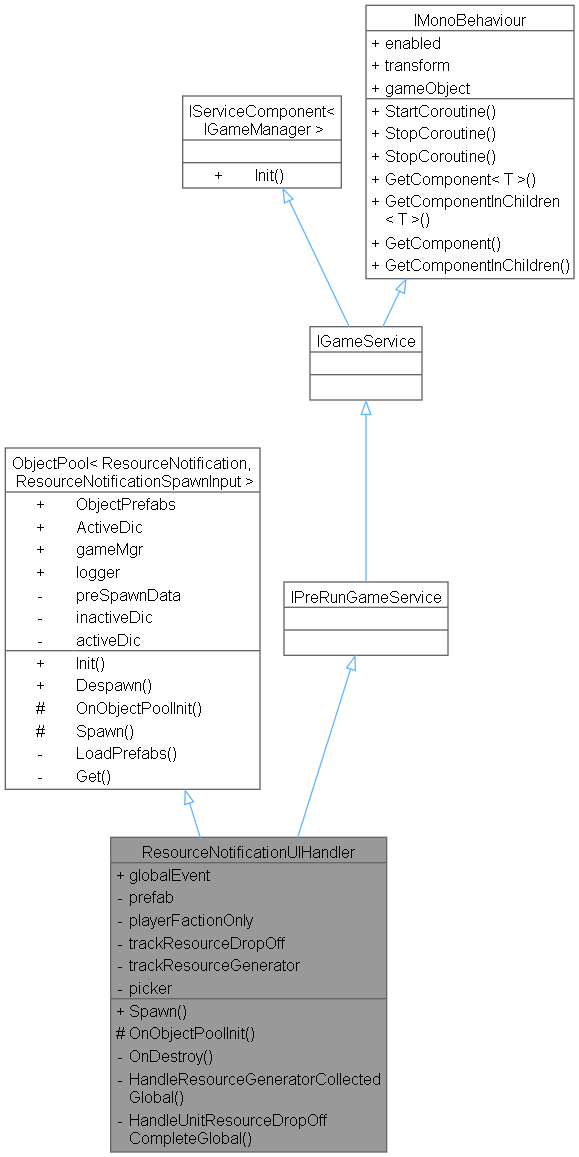 IMonoBehaviour
+ enabled
+ transform
+ gameObject
+ StartCoroutine()
+ StopCoroutine()
+ StopCoroutine()
+ GetComponent< T >()
+ GetComponentInChildren
< T >()
+ GetComponent()
+ GetComponentInChildren()
IServiceComponent<
IGameManager >
+ Init()
IGameService
ObjectPool< ResourceNotification,
ResourceNotificationSpawnInput >
+ ObjectPrefabs
+ ActiveDic
+ gameMgr
+ logger
- preSpawnData
- inactiveDic
- activeDic
+ Init()
+ Despawn()
# OnObjectPoolInit()
# Spawn()
- LoadPrefabs()
- Get()
IPreRunGameService
ResourceNotificationUIHandler
+ globalEvent
- prefab
- playerFactionOnly
- trackResourceDropOff
- trackResourceGenerator
- picker
+ Spawn()
# OnObjectPoolInit()
- OnDestroy()
- HandleResourceGeneratorCollected
Global()
- HandleUnitResourceDropOff
CompleteGlobal()